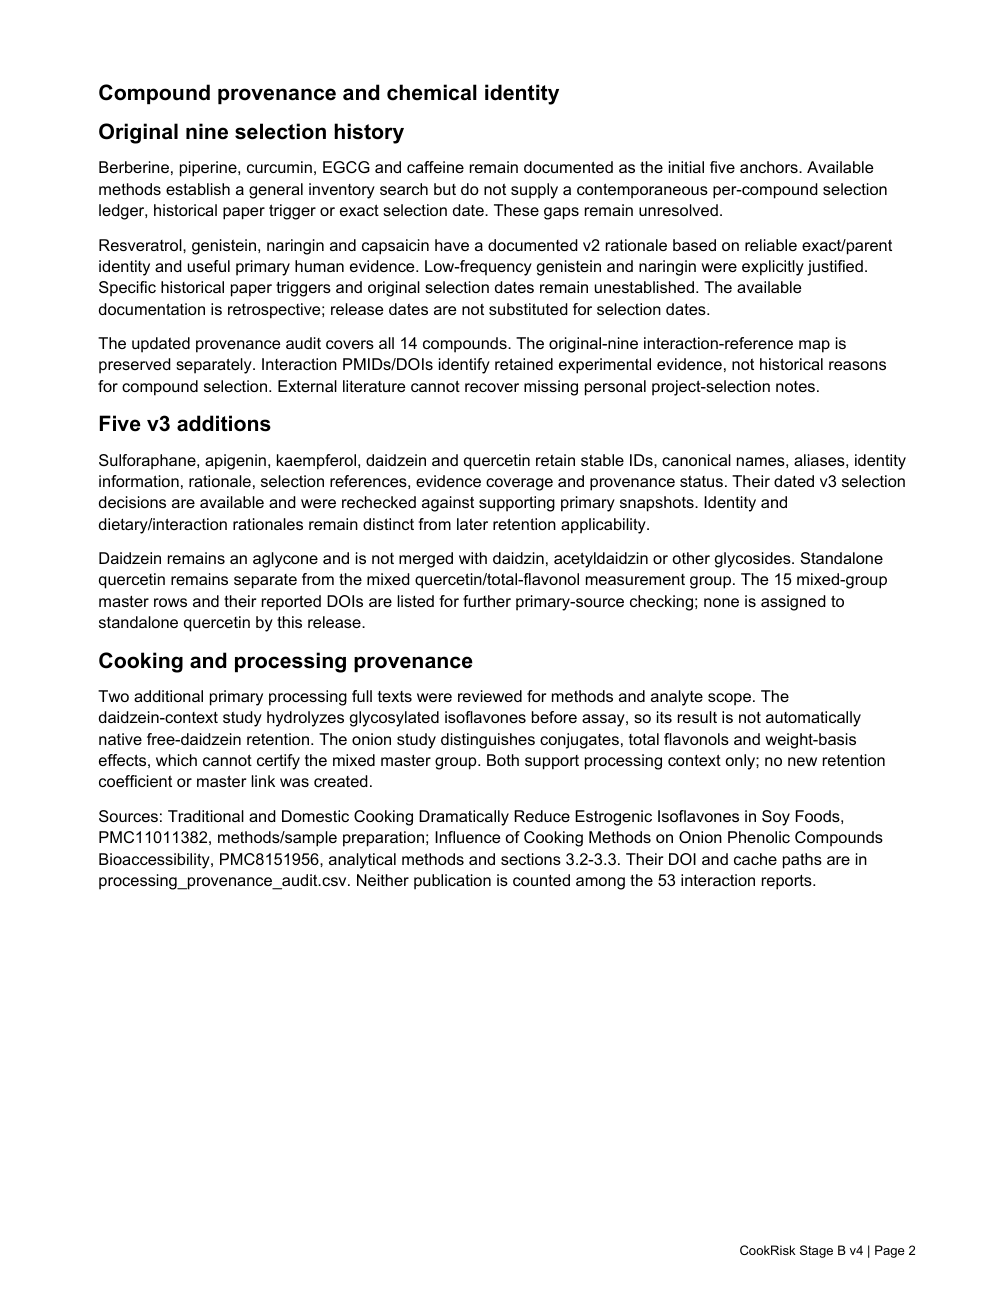 Compound provenance and chemical identity
Original nine selection history
Berberine, piperine, curcumin, EGCG and caffeine remain documented as the initial five anchors. Available
methods establish a general inventory search but do not supply a contemporaneous per-compound selection
ledger, historical paper trigger or exact selection date. These gaps remain unresolved.
Resveratrol, genistein, naringin and capsaicin have a documented v2 rationale based on reliable exact/parent
identity and useful primary human evidence. Low-frequency genistein and naringin were explicitly justified.
Specific historical paper triggers and original selection dates remain unestablished. The available
documentation is retrospective; release dates are not substituted for selection dates.
The updated provenance audit covers all 14 compounds. The original-nine interaction-reference map is
preserved separately. Interaction PMIDs/DOIs identify retained experimental evidence, not historical reasons
for compound selection. External literature cannot recover missing personal project-selection notes.
Five v3 additions
Sulforaphane, apigenin, kaempferol, daidzein and quercetin retain stable IDs, canonical names, aliases, identity
information, rationale, selection references, evidence coverage and provenance status. Their dated v3 selection
decisions are available and were rechecked against supporting primary snapshots. Identity and
dietary/interaction rationales remain distinct from later retention applicability.
Daidzein remains an aglycone and is not merged with daidzin, acetyldaidzin or other glycosides. Standalone
quercetin remains separate from the mixed quercetin/total-flavonol measurement group. The 15 mixed-group
master rows and their reported DOIs are listed for further primary-source checking; none is assigned to
standalone quercetin by this release.
Cooking and processing provenance
Two additional primary processing full texts were reviewed for methods and analyte scope. The
daidzein-context study hydrolyzes glycosylated isoflavones before assay, so its result is not automatically
native free-daidzein retention. The onion study distinguishes conjugates, total flavonols and weight-basis
effects, which cannot certify the mixed master group. Both support processing context only; no new retention
coefficient or master link was created.
Sources: Traditional and Domestic Cooking Dramatically Reduce Estrogenic Isoflavones in Soy Foods,
PMC11011382, methods/sample preparation; Influence of Cooking Methods on Onion Phenolic Compounds
Bioaccessibility, PMC8151956, analytical methods and sections 3.2-3.3. Their DOI and cache paths are in
processing_provenance_audit.csv. Neither publication is counted among the 53 interaction reports.
CookRisk Stage B v4 | Page 2